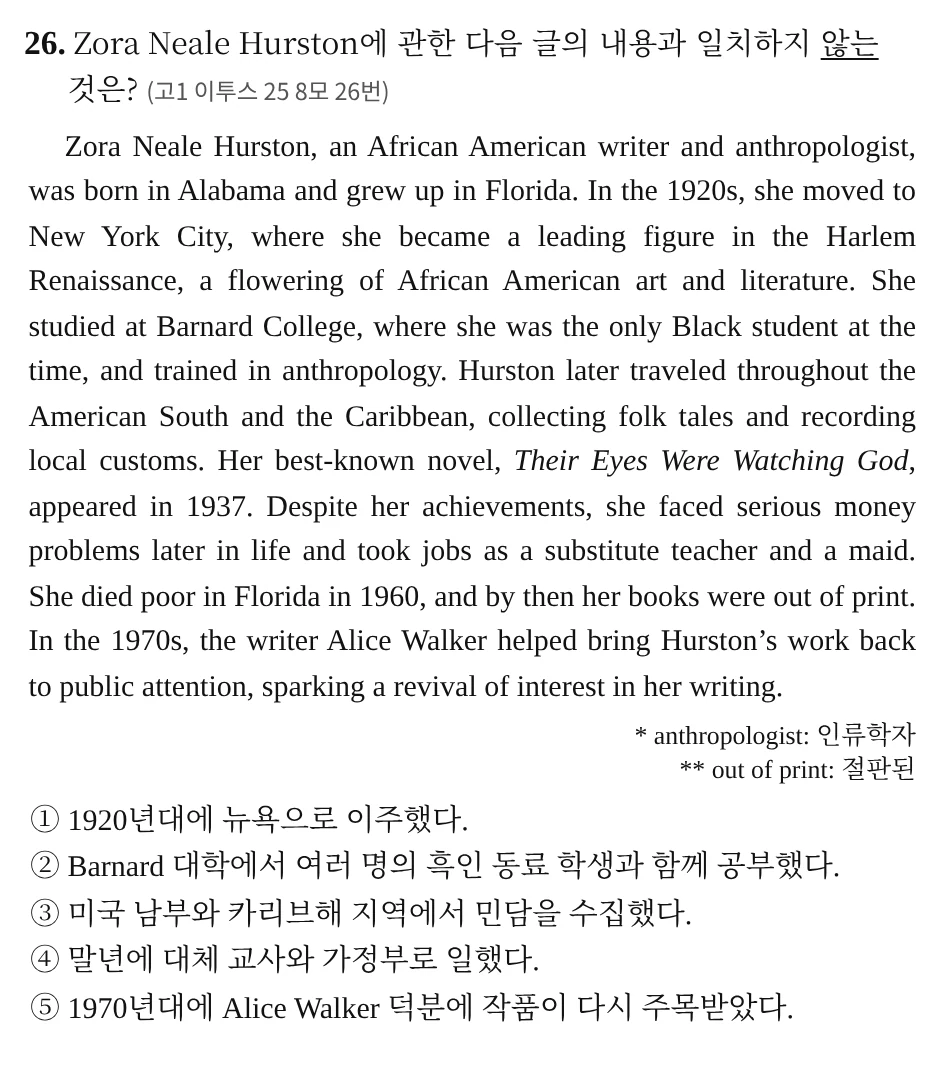 26. Zora Neale Hurston에 관한 다음 글의 내용과 일치하지 않는
것은? (고1 이투스 25 8모 26번)
Zora Neale Hurston, an African American writer and anthropologist,
was born in Alabama and grew up in Florida. In the 1920s, she moved to
New York City, where she became a leading figure in the Harlem
Renaissance, a flowering of African American art and literature. She
studied at Barnard College, where she was the only Black student at the
time, and trained in anthropology. Hurston later traveled throughout the
American South and the Caribbean, collecting folk tales and recording
local customs. Her best-known novel, Their Eyes Were Watching God,
appeared in 1937. Despite her achievements, she faced serious money
problems later in life and took jobs as a substitute teacher and a maid.
She died poor in Florida in 1960, and by then her books were out of print.
In the 1970s, the writer Alice Walker helped bring Hurston’s work back
to public attention, sparking a revival of interest in her writing.
* anthropologist: 인류학자
** out of print: 절판된
① 1920년대에 뉴욕으로 이주했다.
② Barnard 대학에서 여러 명의 흑인 동료 학생과 함께 공부했다.
③ 미국 남부와 카리브해 지역에서 민담을 수집했다.
④ 말년에 대체 교사와 가정부로 일했다.
⑤ 1970년대에 Alice Walker 덕분에 작품이 다시 주목받았다.